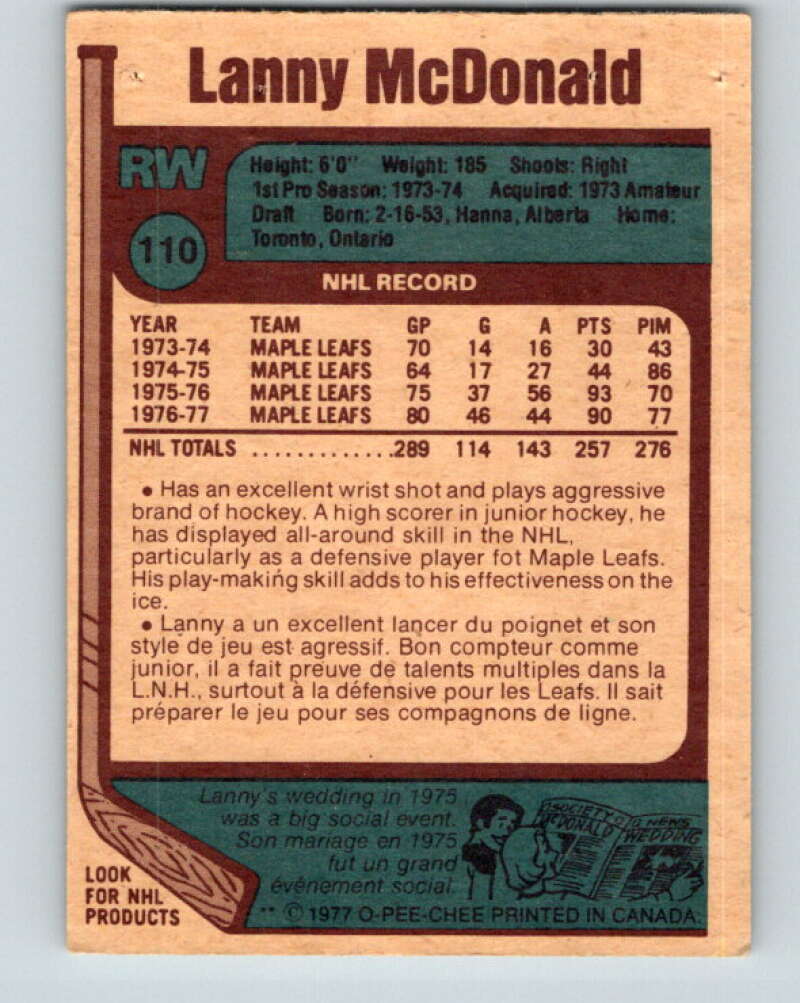 Lanny McDonald
RW
110
Height: 6'0" Weight: 185 Shoots: Right
1st Pro Season: 1973-74 Acquired: 1973 Amateur
Draft Born: 2-16-53, Hanna, Alberta Home:
Toronto, Ontario
NHL RECORD
YEAR TEAM GP G A PTS PIM
1973-74 MAPLE LEAFS 70 14 16 30 43
1974-75 MAPLE LEAFS 64 17 27 44 86
1975-76 MAPLE LEAFS 75 37 56 93 70
1976-77 MAPLE LEAFS 80 46 44 90 77
NHL TOTALS .............289 114 143 257 276
• Has an excellent wrist shot and plays aggressive
brand of hockey. A high scorer in junior hockey, he
has displayed all-around skill in the NHL,
particularly as a defensive player fot Maple Leafs.
His play-making skill adds to his effectiveness on the
ice.
• Lanny a un excellent lancer du poignet et son
style de jeu est agressif. Bon compteur comme
junior, il a fait preuve de talents multiples dans la
L.N.H., surtout à la défensive pour les Leafs. Il sait
préparer le jeu pour ses compagnons de ligne.
Lanny's wedding in 1975
was a big social event.
Son mariage en 1975
fut un grand
évènement social.
SOCIETY
McDONALD
NEWS
WEDDING
LOOK
FOR NHL
PRODUCTS
** © 1977 O-PEE-CHEE PRINTED IN CANADA.